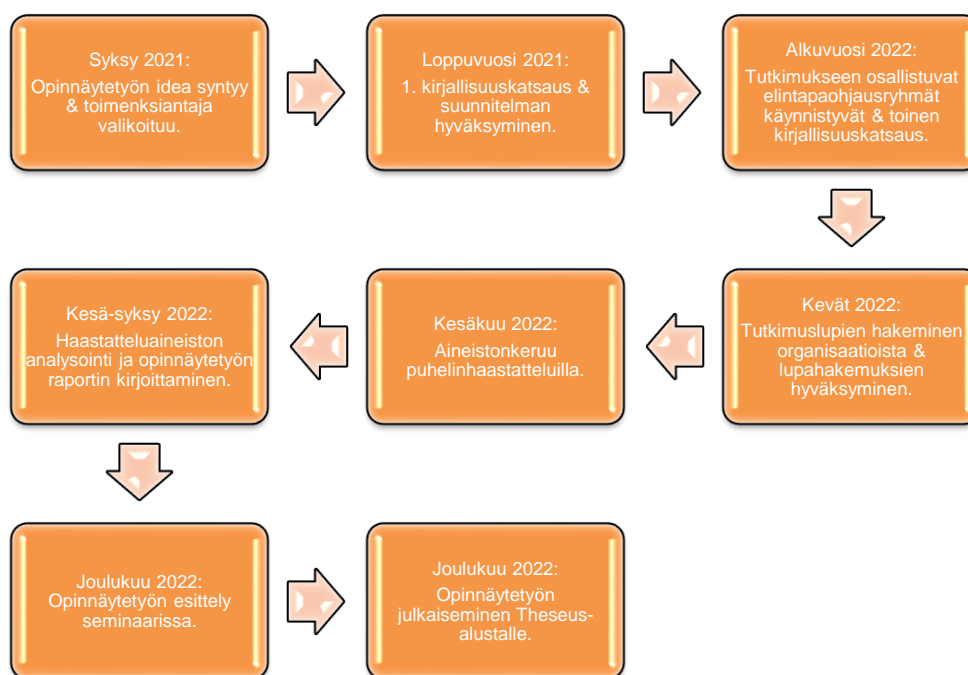 Syksy 2021:
Opinnäytetyön idea syntyy
& toimenksiantaja
valikoituu.
Loppuvuosi 2021:
1. kirjallisuuskatsaus &
suunnitelman
hyväksyminen.
Alkuvuosi 2022:
Tutkimukseen osallistuvat
elintapaohjausryhmät
käynnistyvät & toinen
kirjallisuuskatsaus.
Kevät 2022:
Tutkimuslupien hakeminen
organisaatioista &
lupahakemuksien
hyväksyminen.
Kesäkuu 2022:
Aineistonkeruu
puhelinhaastatteluilla.
Kesä-syksy 2022:
Haastatteluaineiston
analysointi ja opinnäytetyön
raportin kirjoittaminen.
Joulukuu 2022:
Opinnäytetyön esittely
seminaarissa.
Joulukuu 2022:
Opinnäytetyön
julkaiseminen Theseus-
alustalle.